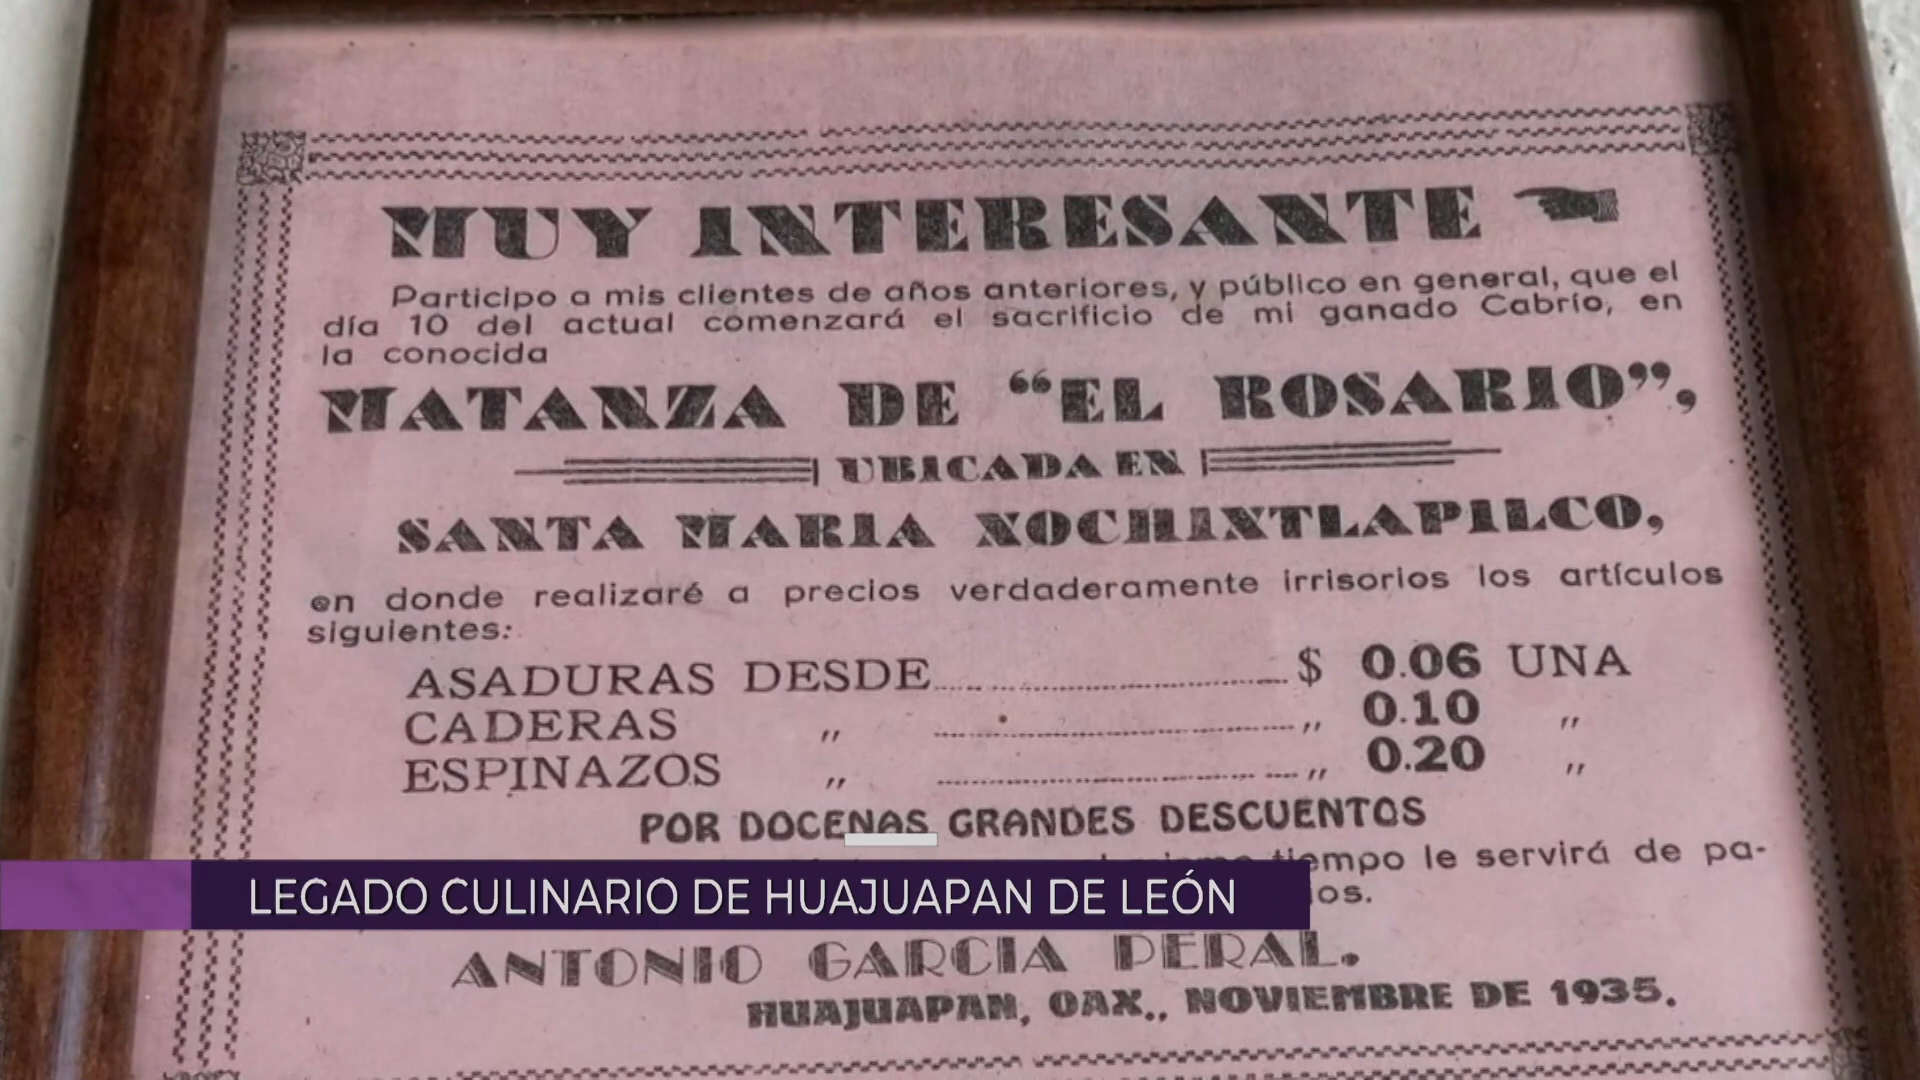 MUY INTERESANTE
Participo a mis clientes de años anteriores, y público en general, que el
día 10 del actual comenzará el sacrificio de mi ganado Cabrío, en
la conocida
MATANZA DE “EL ROSARIO”,
UBICADA EN
SANTA MARIA XOCHIXTLAPILCO,
en donde realizaré a precios verdaderamente irrisorios los artículos
siguientes:
ASADURAS DESDE........................ $ 0.06 UNA
CADERAS „ ........................ „ 0.10 „
ESPINAZOS „ ........................ „ 0.20 „
POR DOCENAS GRANDES DESCUENTOS
tiempo le servirá de pa-
LEGADO CULINARIO DE HUAJUAPAN DE LEÓN
ANTONIO GARCIA PERAL.
HUAJUAPAN, OAX., NOVIEMBRE DE 1935.